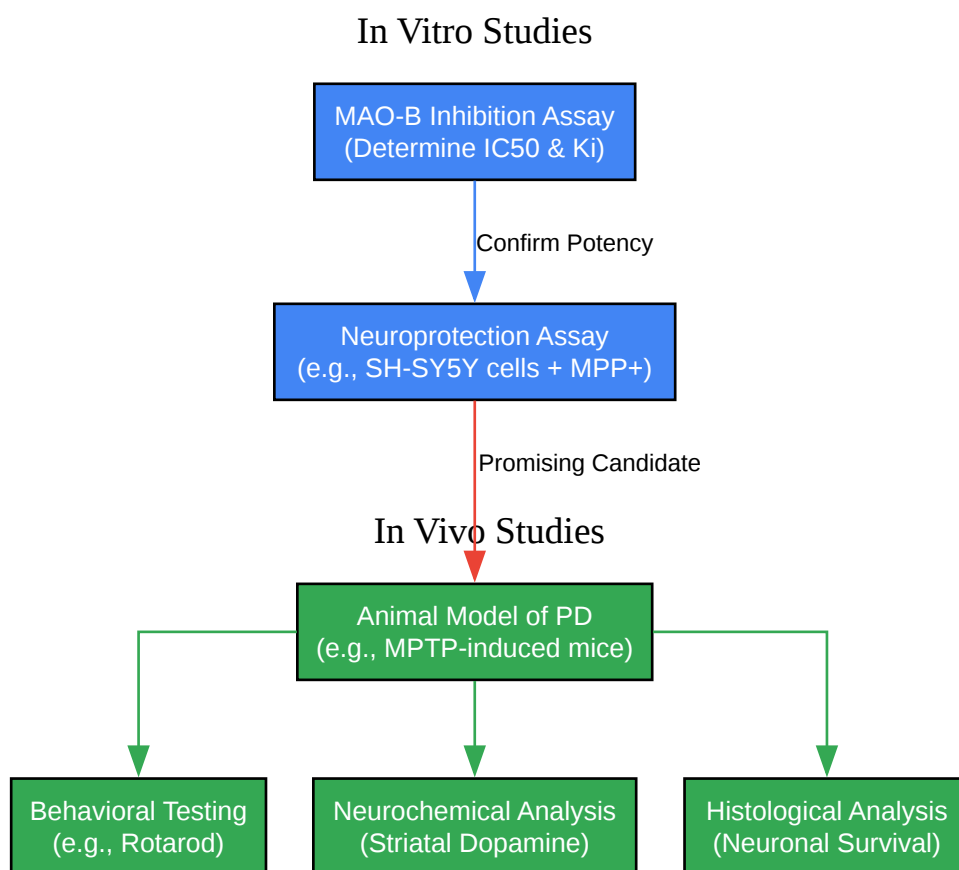 In Vitro Studies
MAO-B Inhibition Assay
(Determine IC50 & Ki)
Confirm Potency
Neuroprotection Assay
(e.g., SH-SY5Y cells + MPP+)
Promising Candidate
In Vivo Studies
Animal Model of PD
(e.g., MPTP-induced mice)
Behavioral Testing
(e.g., Rotarod)
Neurochemical Analysis
(Striatal Dopamine)
Histological Analysis
(Neuronal Survival)